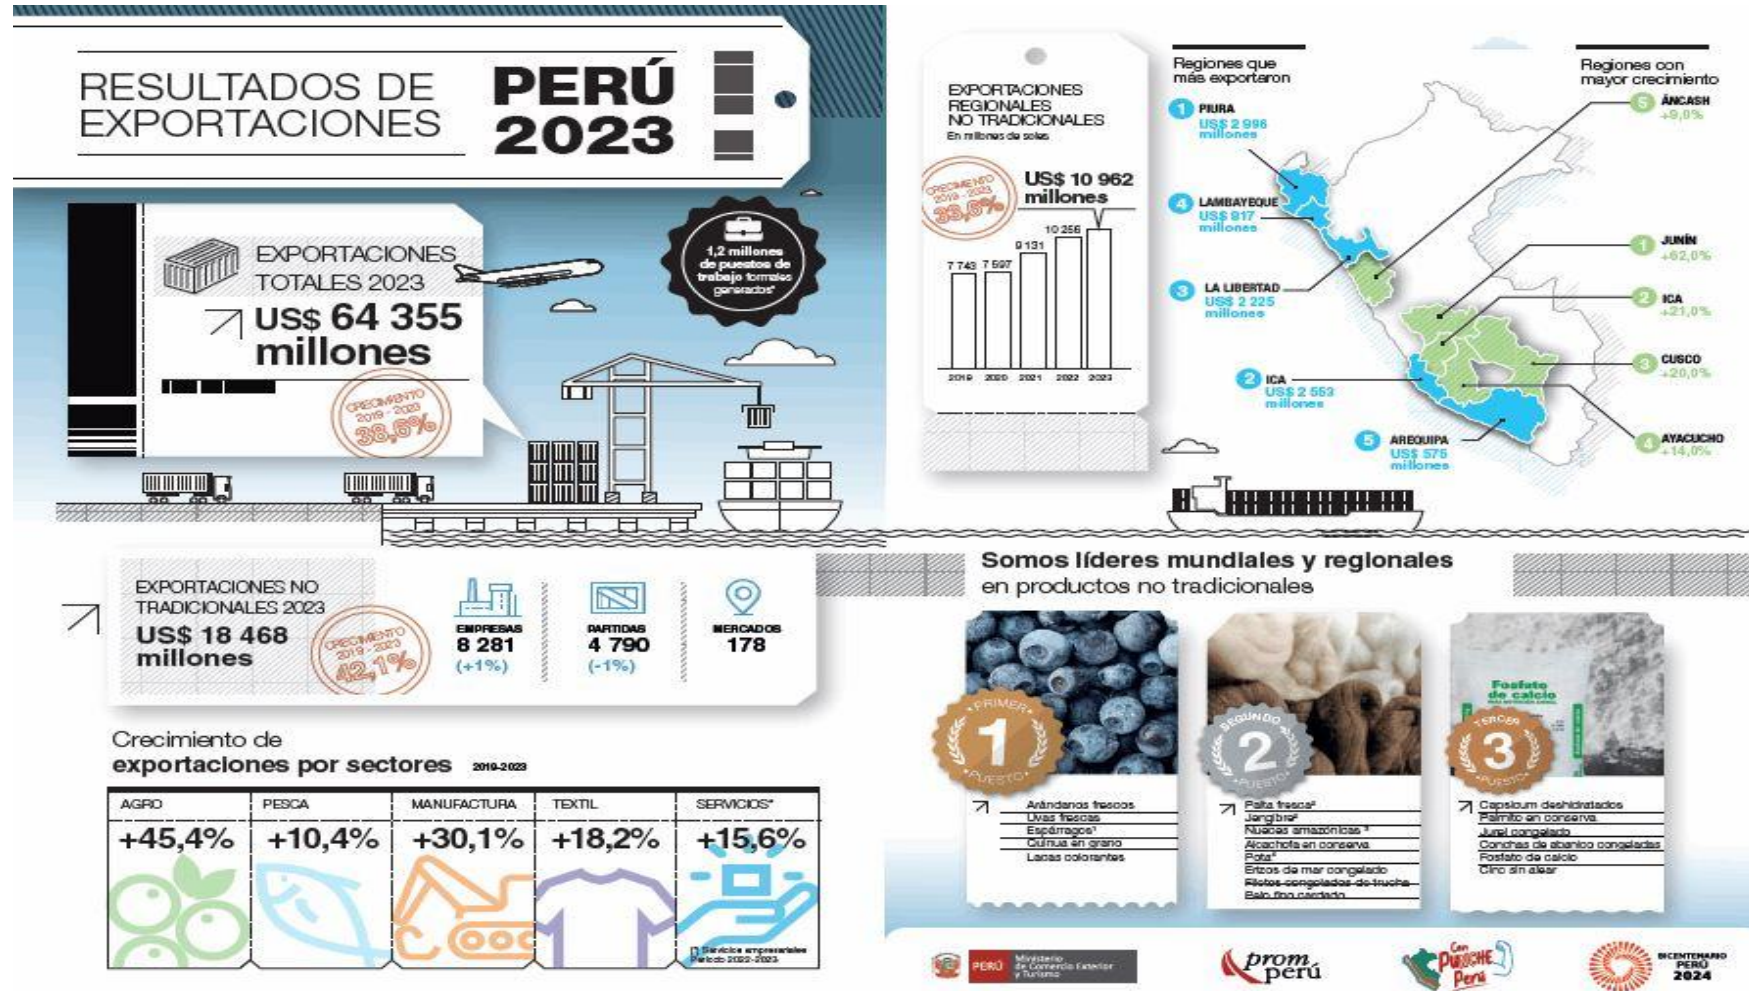 RESULTADOS DE
EXPORTACIONES
PERÚ
2023
EXPORTACIONES
TOTALES 2023
US$ 64 355
millones
CRECIMIENTO
2019 - 2023
38,6%
1,2 millones
de puestos de
trabajo formales
generados*
EXPORTACIONES
REGIONALES
NO TRADICIONALES
En millones de soles
CRECIMIENTO
2019 - 2023
US$ 10 962
millones
7 743
7 597
9 131
10 256
2019
2020
2021
2022
2023
Regiones que
más exportaron
1 PIURA
US$ 2 996
millones
4 LAMBAYEQUE
US$ 817
millones
3 LA LIBERTAD
US$ 2 225
millones
2 ICA
US$ 2 553
millones
5 AREQUIPA
US$ 575
millones
Regiones con
mayor crecimiento
5 ÁNCASH
+9,0%
1 JUNÍN
+62,0%
2 ICA
+21,0%
3 CUSCO
+20,0%
4 AYACUCHO
+14,0%
EXPORTACIONES NO
TRADICIONALES 2023
US$ 18 468
millones
CRECIMIENTO
2019 - 2023
42,1%
EMPRESAS
8 281
(+1%)
PARTIDAS
4 790
(-1%)
MERCADOS
178
Crecimiento de
exportaciones por sectores 2019-2023
AGRO
+45,4%
PESCA
+10,4%
MANUFACTURA
+30,1%
TEXTIL
+18,2%
SERVICIOS*
+15,6%
(*) Servicios empresariales
Período 2022-2023
Somos líderes mundiales y regionales
en productos no tradicionales
PRIMER
1
PUESTO
Arándanos frescos
Uvas frescas
Espárragos¹
Quinua en grano
Lacas colorantes
SEGUNDO
2
PUESTO
Palta fresca²
Jengibre²
Nueces amazónicas ³
Alcachofa en conserva
Pota
Erizos de mar congelado
Filetes congelados de trucha
Pelo fino cardado
Fosfato
de calcio
TERCER
3
PUESTO
Capsicum deshidratados
Palmito en conserva
Jurel congelado
Conchas de abanico congeladas
Fosfato de calcio
Cinc sin alear
PERÚ
Ministerio
de Comercio Exterior
y Turismo
prom
perú
Con
PUNCHE
Perú
BICENTENARIO
PERÚ
2024